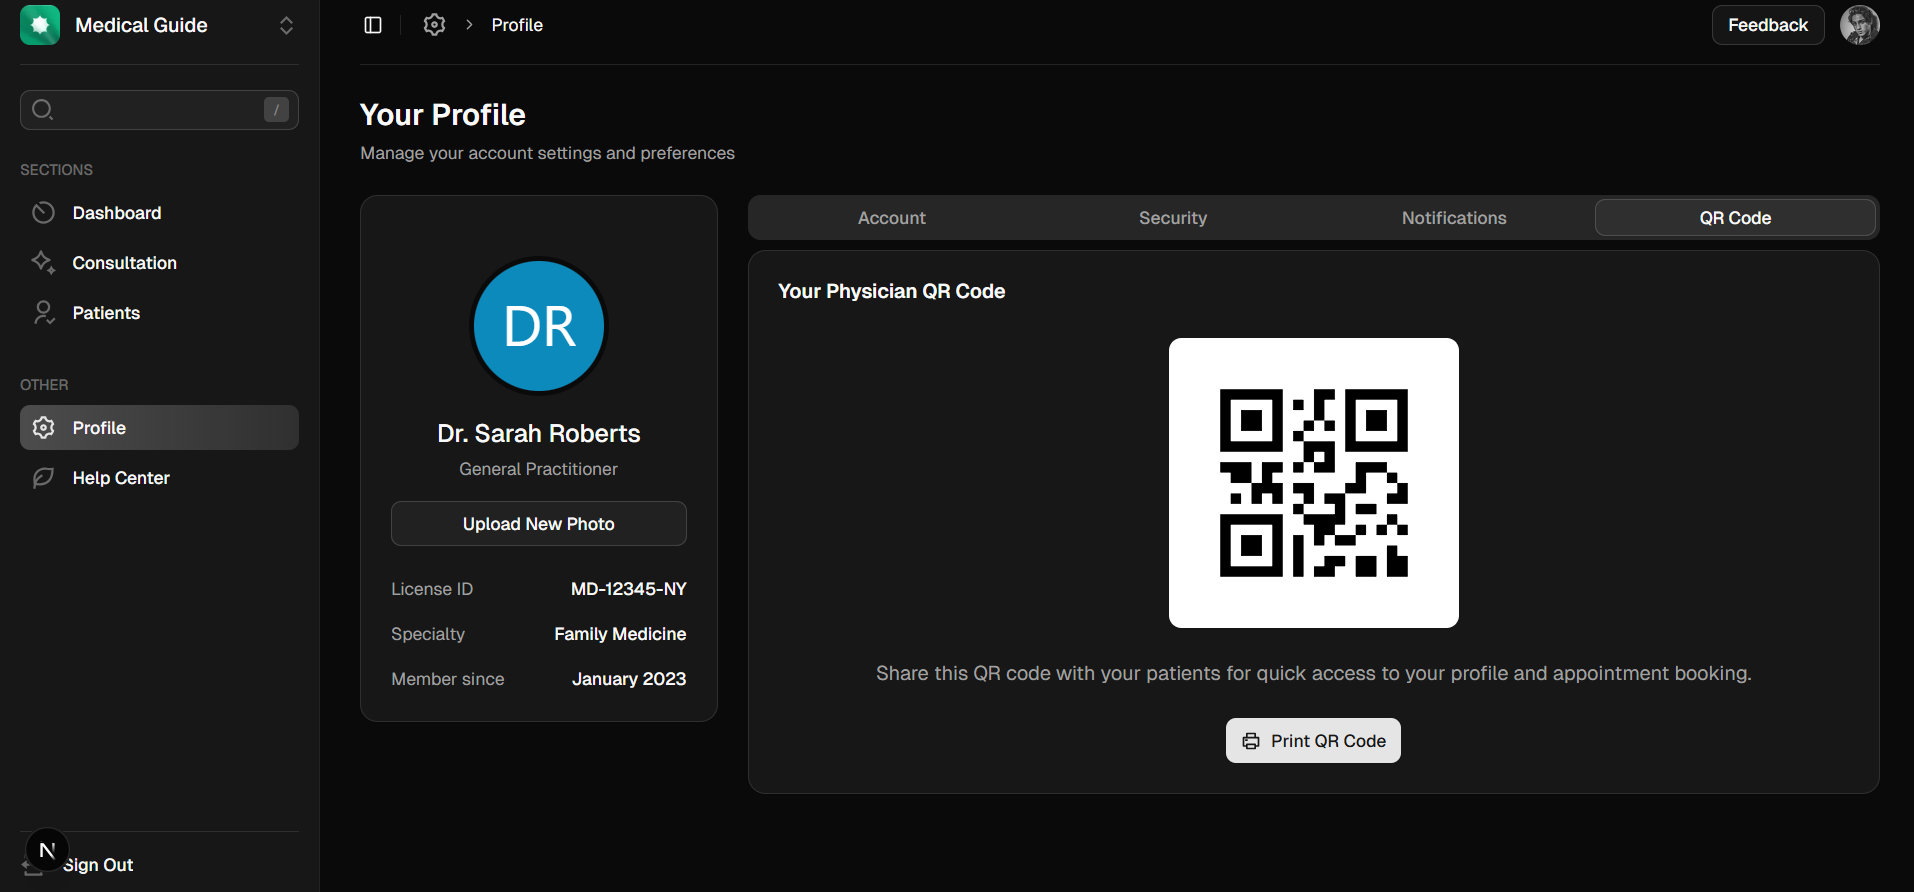 Medical Guide
Profile
Feedback
/
SECTIONS
Dashboard
Consultation
Patients
OTHER
Profile
Help Center
N
Sign Out
Your Profile
Manage your account settings and preferences
DR
Dr. Sarah Roberts
General Practitioner
Upload New Photo
License ID MD-12345-NY
Specialty Family Medicine
Member since January 2023
Account Security Notifications QR Code
Your Physician QR Code
Share this QR code with your patients for quick access to your profile and appointment booking.
Print QR Code